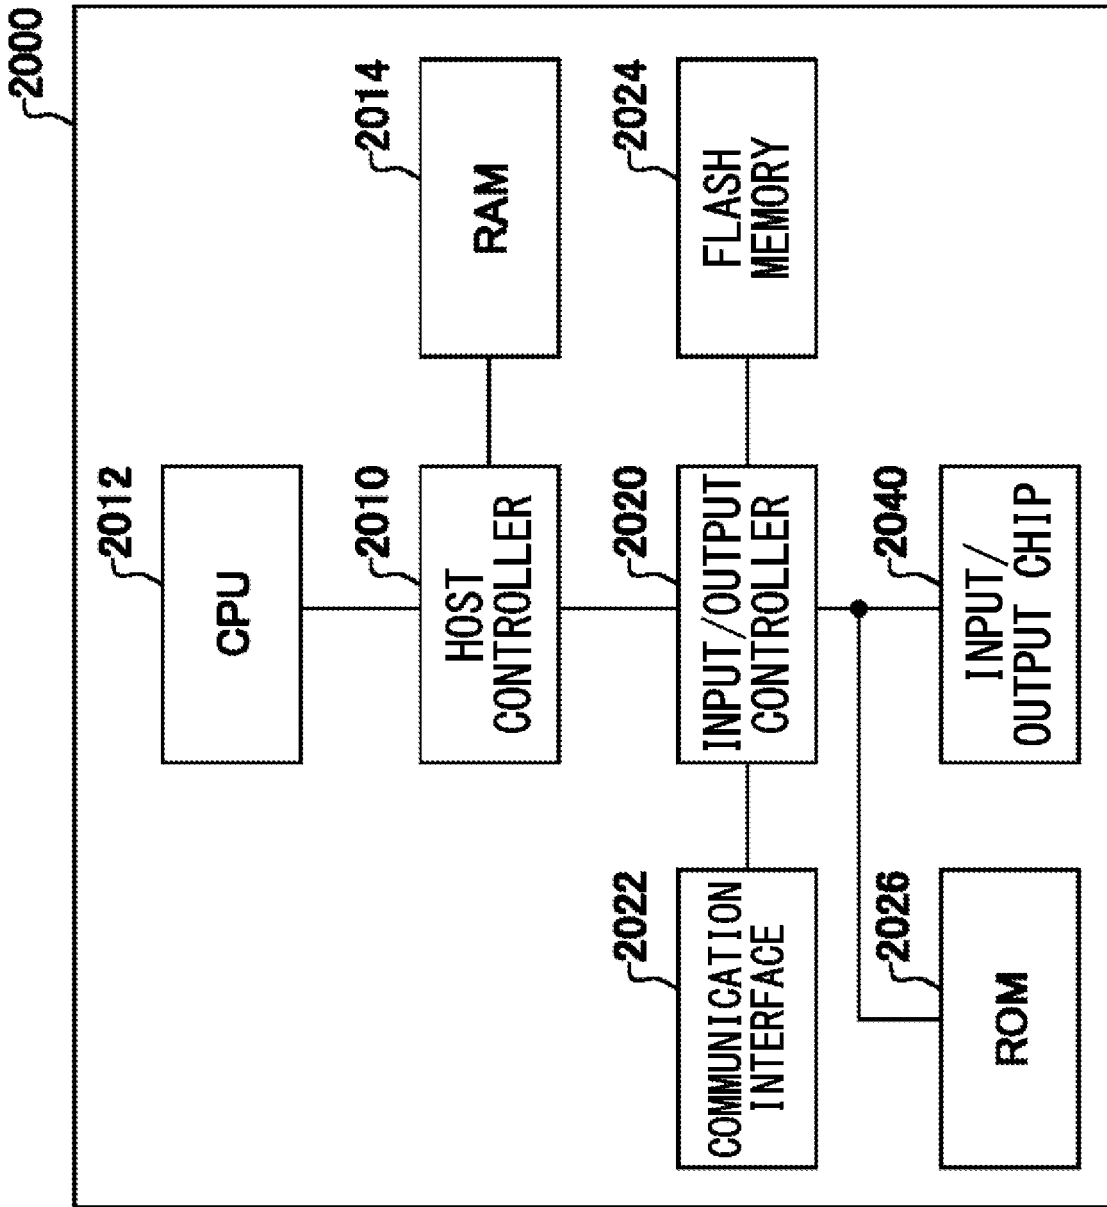 2000
2012
CPU
2010
HOST
CONTROLLER
2014
RAM
2022
COMMUNICATION
INTERFACE
2020
INPUT/OUTPUT
CONTROLLER
2024
FLASH
MEMORY
2026
ROM
2040
INPUT/
OUTPUT CHIP